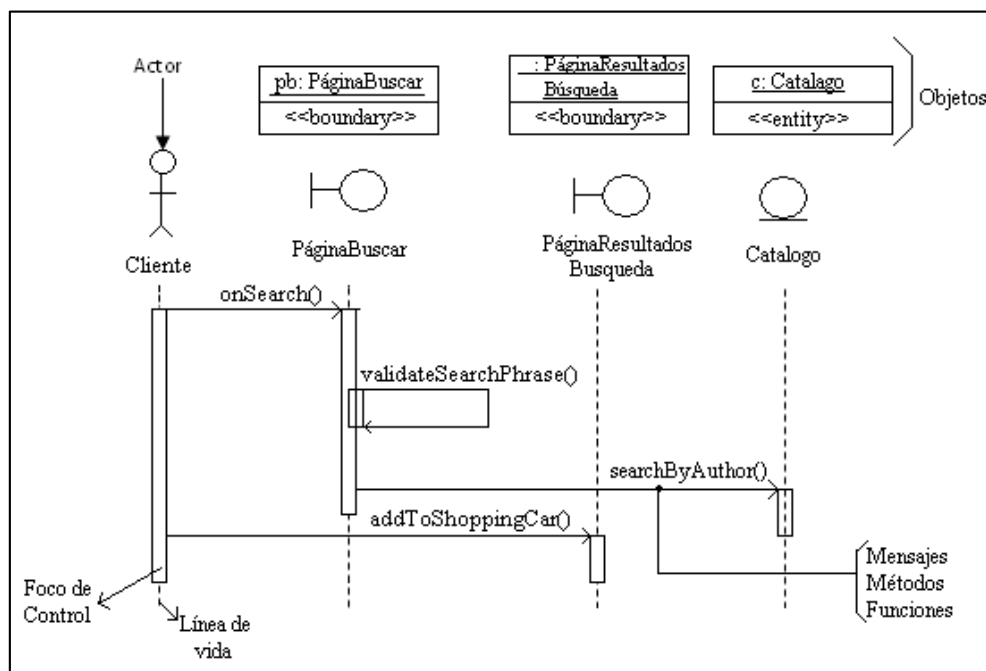 Actor
pb: PáginaBuscar
<<boundary>>
: PáginaResultados
Búsqueda
<<boundary>>
c: Catalago
<<entity>>
Objetos
Cliente
PáginaBuscar
PáginaResultados
Busqueda
Catalogo
onSearch()
validateSearchPhrase()
searchByAuthor()
addToShoppingCar()
Foco de
Control
Línea de
vida
Mensajes
Métodos
Funciones